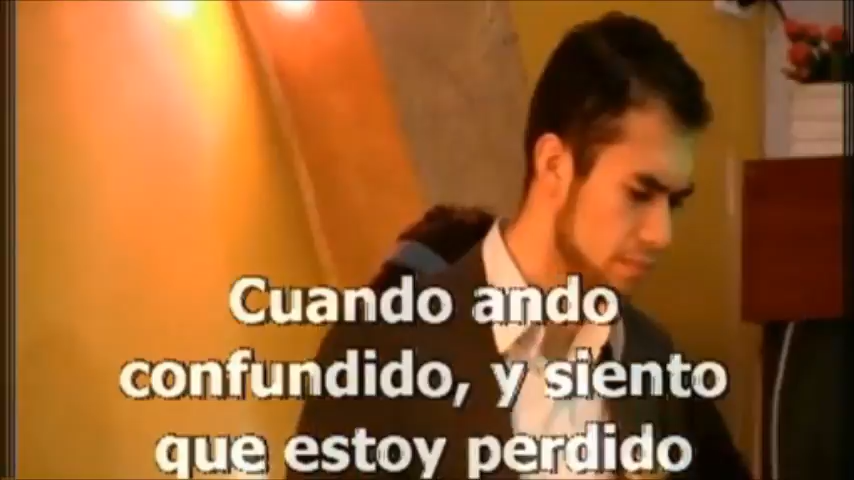 Cuando ando
confundido, y siento
que estoy perdido